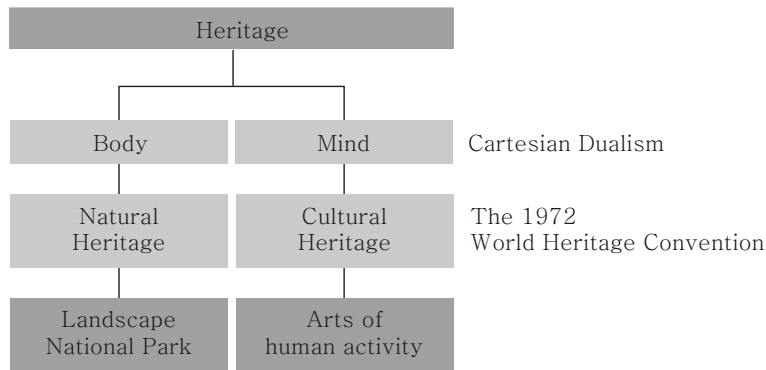 Heritage
Body
Mind
Cartesian Dualism
Natural
Heritage
Cultural
Heritage
The 1972
World Heritage Convention
Landscape
National Park
Arts of
human activity